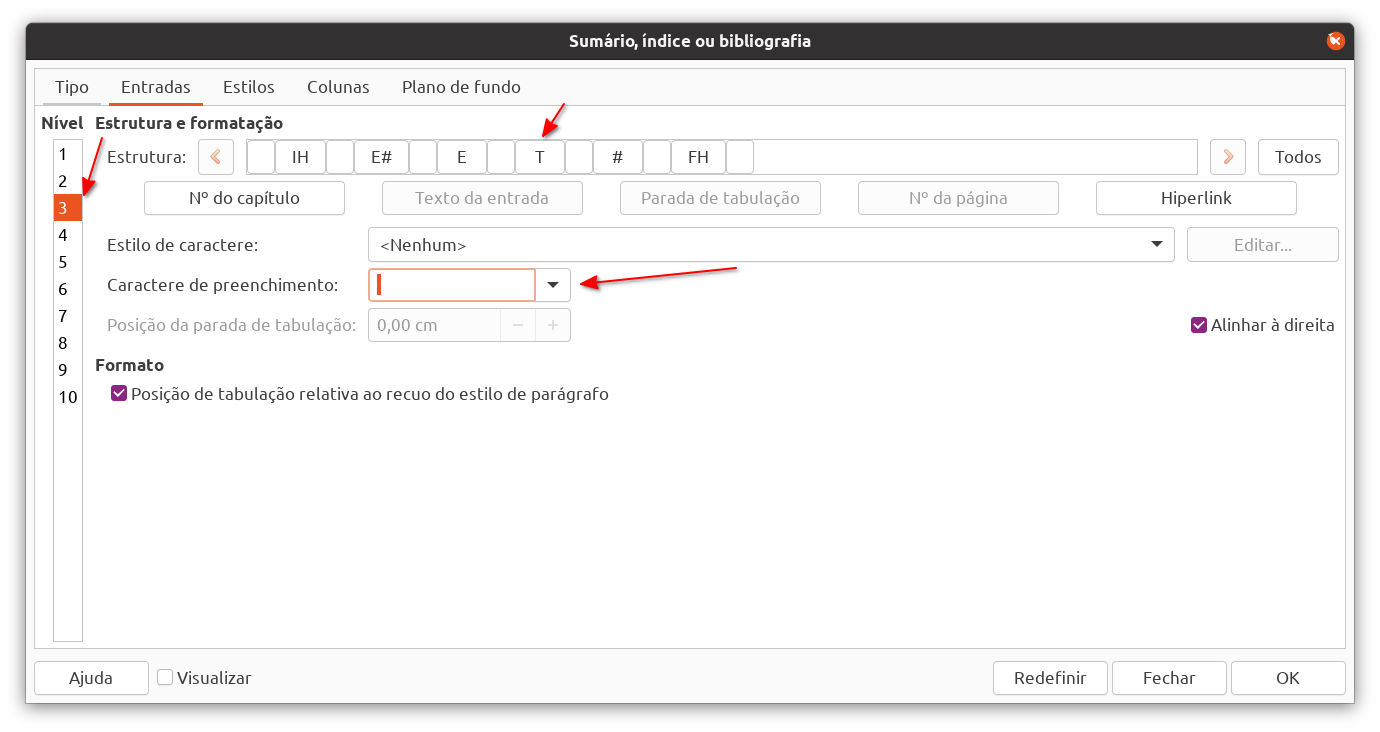 Sumário, índice ou bibliografia
Tipo Entradas Estilos Colunas Plano de fundo
Nível Estrutura e formatação
1
2
3
4
5
6
7
8
9
10
Estrutura: IH E# E T # FH Todos
Nº do capítulo Texto da entrada Parada de tabulação Nº da página Hiperlink
Estilo de caractere: <Nenhum> Editar...
Caractere de preenchimento:
Posição da parada de tabulação: 0,00 cm − + Alinhar à direita
Formato
Posição de tabulação relativa ao recuo do estilo de parágrafo
Ajuda Visualizar Redefinir Fechar OK